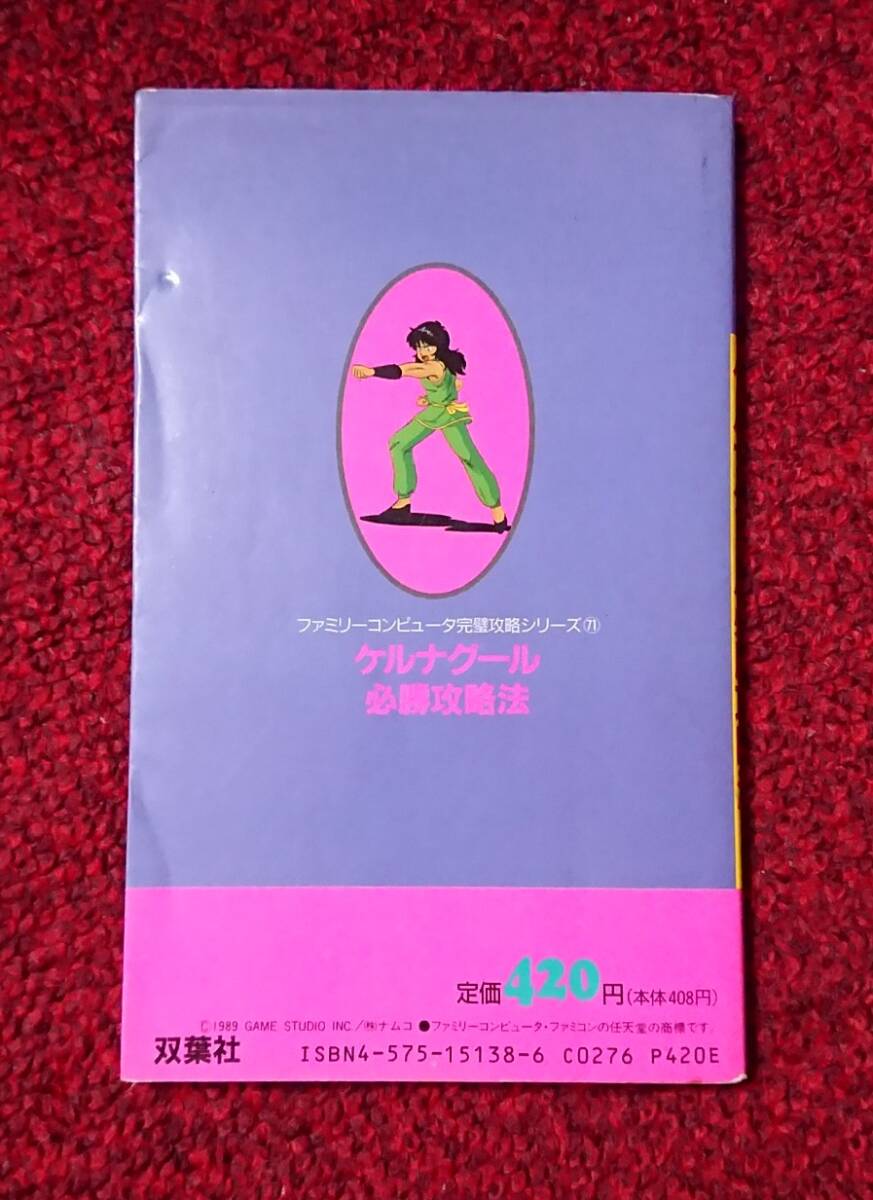 ファミリーコンピュータ完璧攻略シリーズ㉛
ケルナグール
必勝攻略法
定価420円(本体408円)
©1989 GAME STUDIO INC./㈱ナムコ ●ファミリーコンピュータ・ファミコンの任天堂の商標です。
双葉社 ISBN4-575-15138-6 C0276 P420E